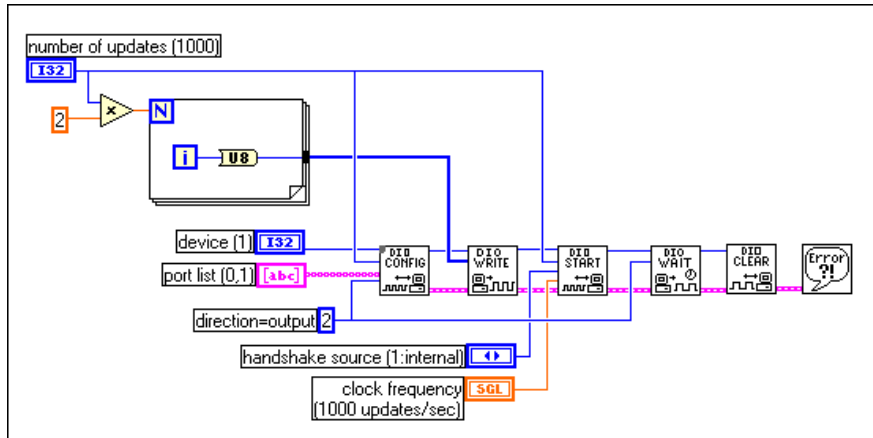 number of updates (1000)
I32
×
2
N
i
U8
device (1)
I32
DIO
CONFIG
DIO
WRITE
DIO
START
DIO
WAIT
DIO
CLEAR
Error
?!
port list (0,1)
[abc]
direction=output
2
handshake source (1:internal)
clock frequency
(1000 updates/sec)
SGL